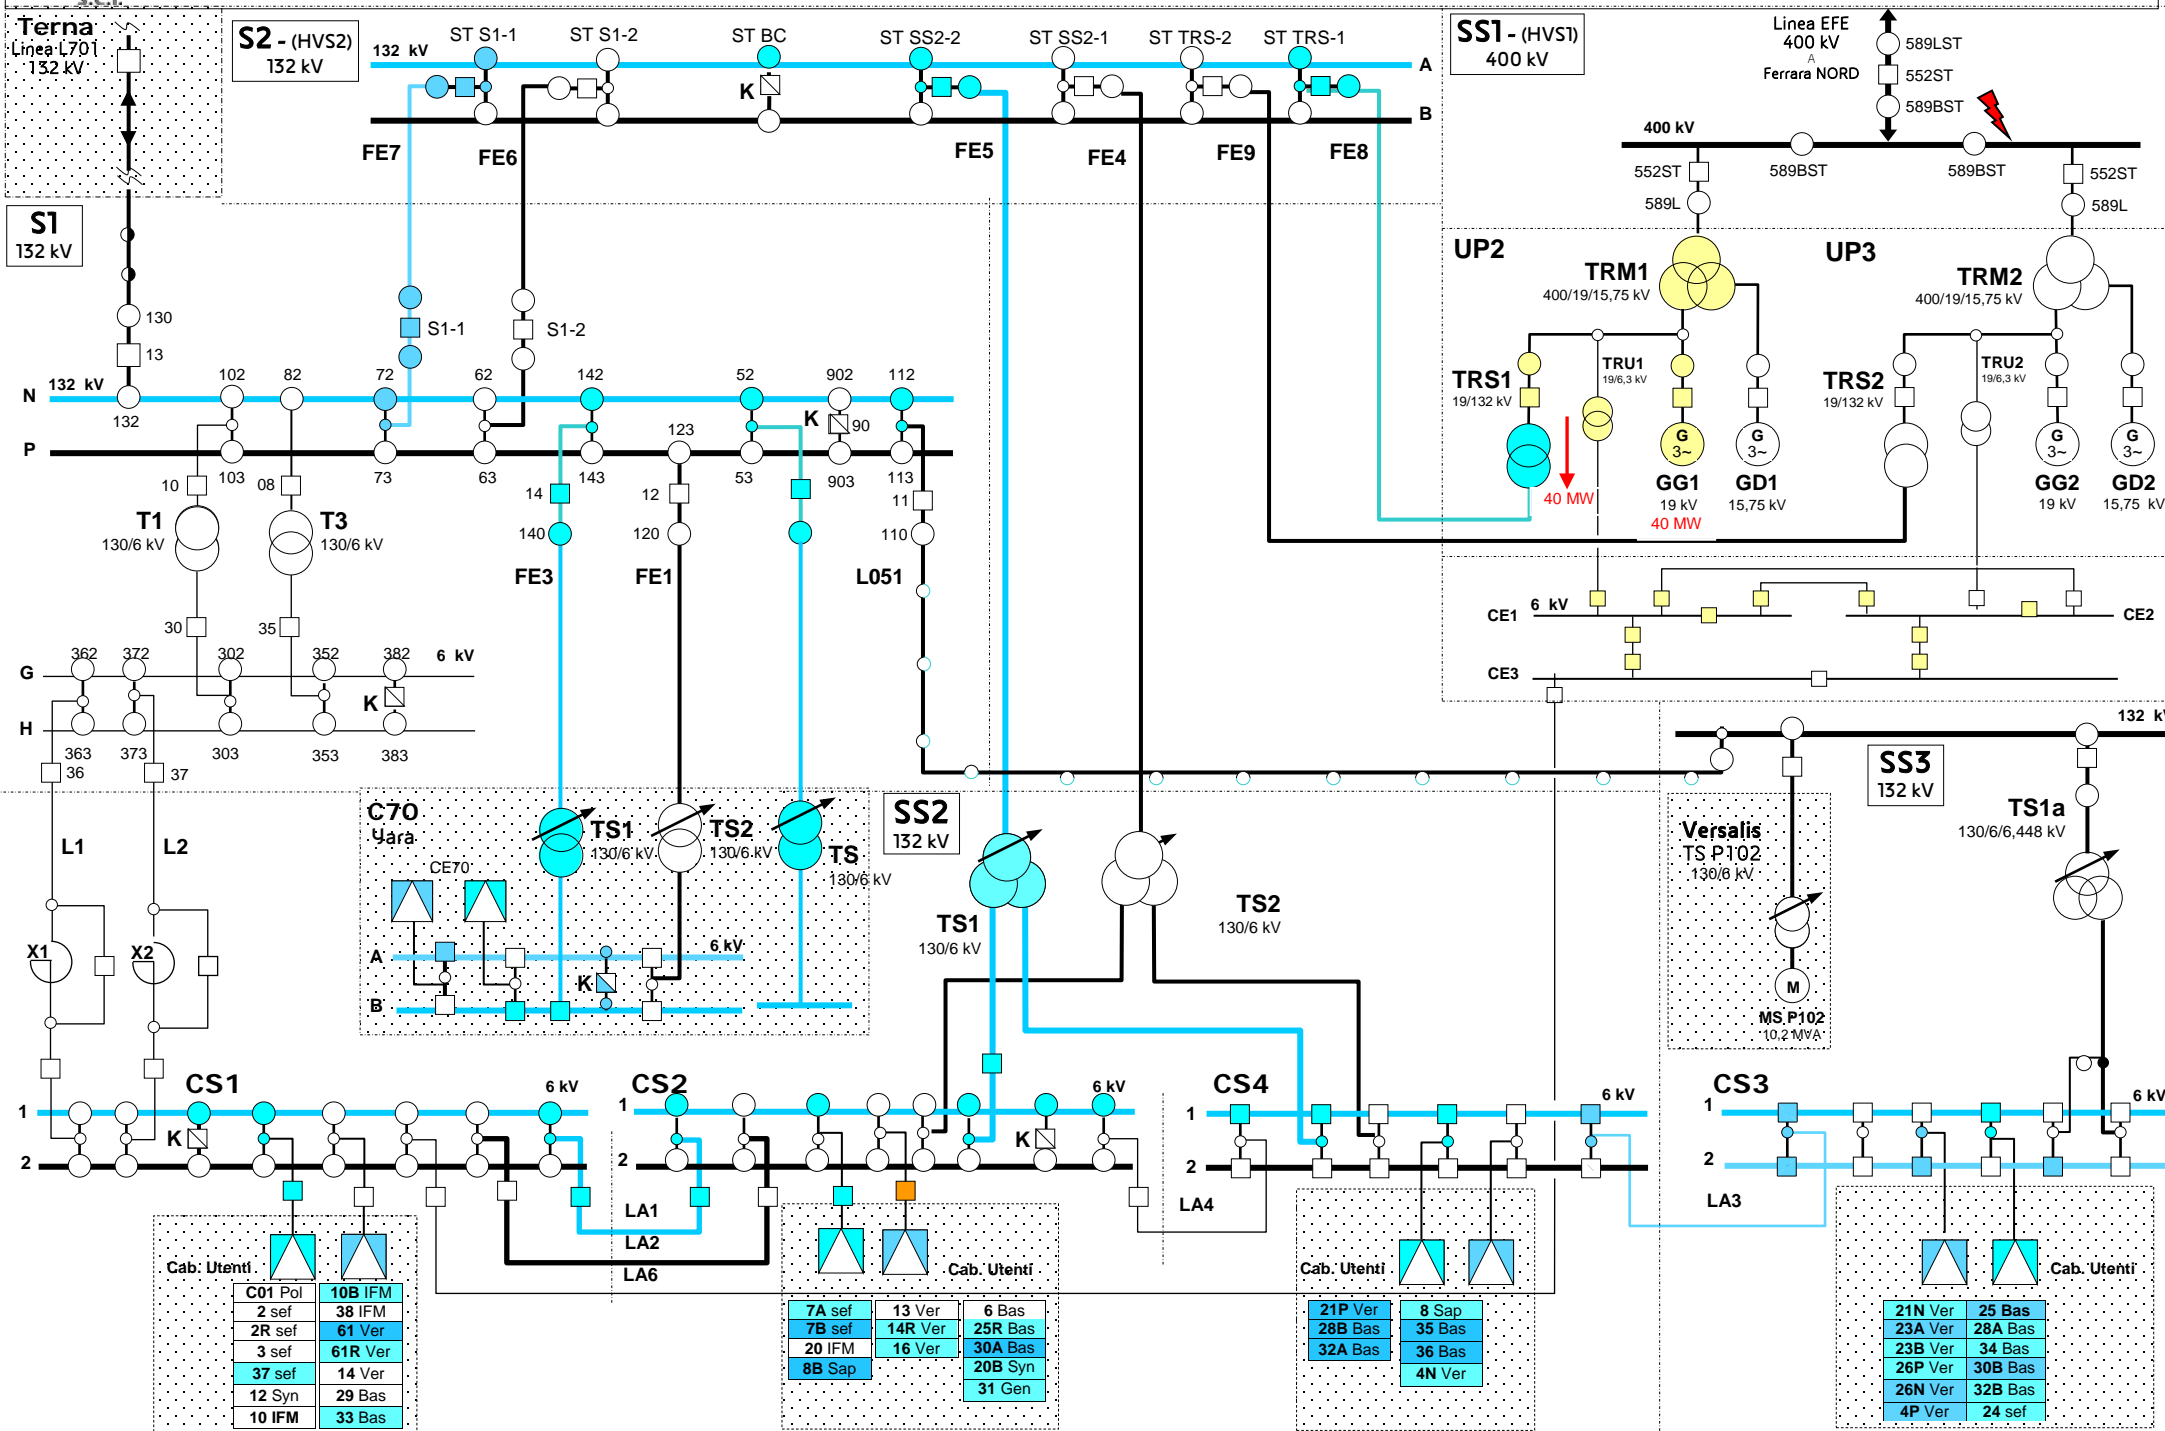 Terna
Linea L701
132 kV
S2 - (HVS2)
132 kV
132 kV
ST S1-1
ST S1-2
ST BC
ST SS2-2
ST SS2-1
ST TRS-2
ST TRS-1
A
K
B
FE7
FE6
FE5
FE4
FE9
FE8
SS1 - (HVS1)
400 kV
Linea EFE
400 kV
A
Ferrara NORD
589LST
552ST
589BST
400 kV
552ST
589BST
589BST
552ST
589L
589L
S1
132 kV
130
13
S1-1
S1-2
N
132 kV
132
102
82
72
62
142
52
902
112
K
90
P
103
73
63
143
123
53
903
113
10
08
14
12
11
T1
130/6 kV
T3
130/6 kV
140
120
110
FE3
FE1
L051
30
35
G
362
372
302
352
382
6 kV
K
H
363
373
303
353
383
36
37
L1
L2
X1
X2
UP2
TRM1
400/19/15,75 kV
UP3
TRM2
400/19/15,75 kV
TRS1
19/132 kV
TRU1
19/6,3 kV
TRS2
19/132 kV
TRU2
19/6,3 kV
G
3~
G
3~
G
3~
G
3~
40 MW
GG1
19 kV
40 MW
GD1
15,75 kV
GG2
19 kV
GD2
15,75 kV
CE1
6 kV
CE2
CE3
C70
Yara
TS1
130/6 kV
TS2
130/6 kV
TS
130/6 kV
CE70
A
6 kV
K
B
SS2
132 kV
TS1
130/6 kV
TS2
130/6 kV
132 kV
SS3
132 kV
Versalis
TS P102
130/6 kV
M
MS P102
10,2 MVA
TS1a
130/6/6,448 kV
CS1
6 kV
1
K
2
CS2
6 kV
1
K
2
CS4
6 kV
1
2
CS3
6 kV
1
2
LA1
LA2
LA6
LA4
LA3
Cab. Utenti
C01 Pol
10B IFM
2 sef
38 IFM
2R sef
61 Ver
3 sef
61R Ver
37 sef
14 Ver
12 Syn
29 Bas
10 IFM
33 Bas
Cab. Utenti
7A sef
13 Ver
6 Bas
7B sef
14R Ver
25R Bas
20 IFM
16 Ver
30A Bas
8B Sap
20B Syn
31 Gen
Cab. Utenti
21P Ver
8 Sap
28B Bas
35 Bas
32A Bas
36 Bas
4N Ver
Cab. Utenti
21N Ver
25 Bas
23A Ver
28A Bas
23B Ver
34 Bas
26P Ver
30B Bas
26N Ver
32B Bas
4P Ver
24 sef